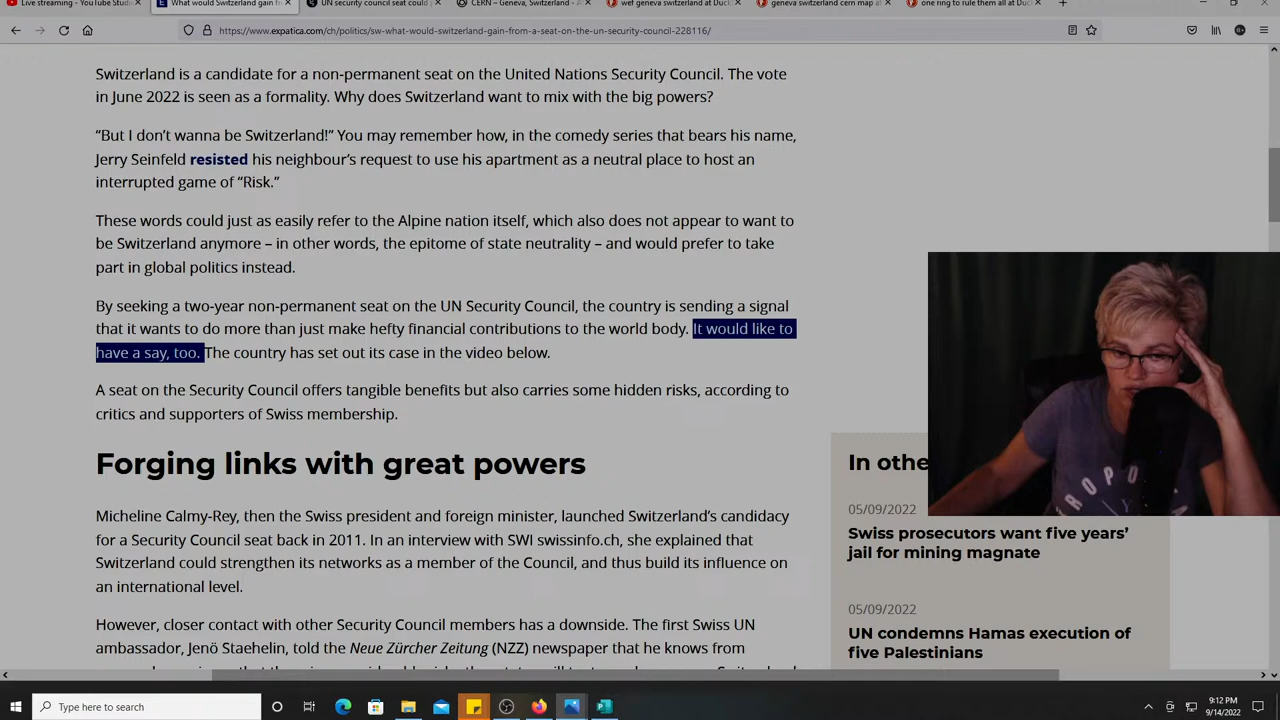 Live streaming - YouTube Stud
What would Switzerland gain fr
UN security council seat could
CERN – Geneva, Switzerland - A
wef geneva switzerland at Duck
geneva switzerland cern map at
one ring to rule them all at Duc
https://www.expatica.com/ch/politics/sw-what-would-switzerland-gain-from-a-seat-on-the-un-security-council-228116/
Switzerland is a candidate for a non-permanent seat on the United Nations Security Council. The vote
in June 2022 is seen as a formality. Why does Switzerland want to mix with the big powers?
“But I don’t wanna be Switzerland!” You may remember how, in the comedy series that bears his name,
Jerry Seinfeld resisted his neighbour’s request to use his apartment as a neutral place to host an
interrupted game of “Risk.”
These words could just as easily refer to the Alpine nation itself, which also does not appear to want to
be Switzerland anymore – in other words, the epitome of state neutrality – and would prefer to take
part in global politics instead.
By seeking a two-year non-permanent seat on the UN Security Council, the country is sending a signal
that it wants to do more than just make hefty financial contributions to the world body. It would like to
have a say, too. The country has set out its case in the video below.
A seat on the Security Council offers tangible benefits but also carries some hidden risks, according to
critics and supporters of Swiss membership.
Forging links with great powers
Micheline Calmy-Rey, then the Swiss president and foreign minister, launched Switzerland’s candidacy
for a Security Council seat back in 2011. In an interview with SWI swissinfo.ch, she explained that
Switzerland could strengthen its networks as a member of the Council, and thus build its influence on
an international level.
However, closer contact with other Security Council members has a downside. The first Swiss UN
ambassador, Jenö Staehelin, told the Neue Zürcher Zeitung (NZZ) newspaper that he knows from
In othe
05/09/2022
Swiss prosecutors want five years’
jail for mining magnate
05/09/2022
UN condemns Hamas execution of
five Palestinians
Type here to search
9:12 PM
9/14/2022